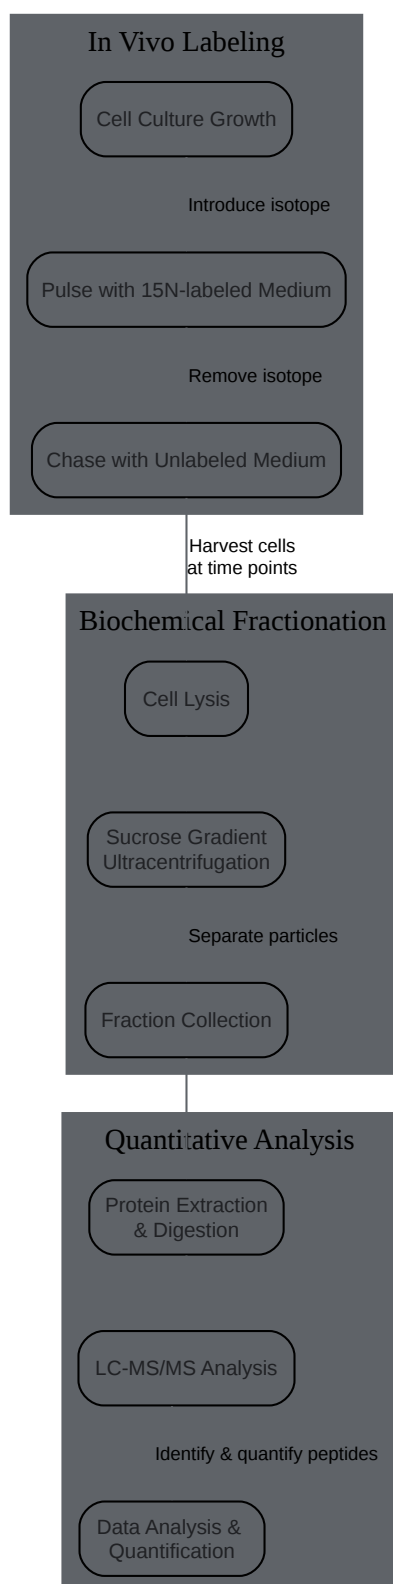 In Vivo Labeling
Cell Culture Growth
Introduce isotope
Pulse with 15N-labeled Medium
Remove isotope
Chase with Unlabeled Medium
Harvest cells
at time points
Biochemical Fractionation
Cell Lysis
Sucrose Gradient
Ultracentrifugation
Separate particles
Fraction Collection
Quantitative Analysis
Protein Extraction
& Digestion
LC-MS/MS Analysis
Identify & quantify peptides
Data Analysis &
Quantification